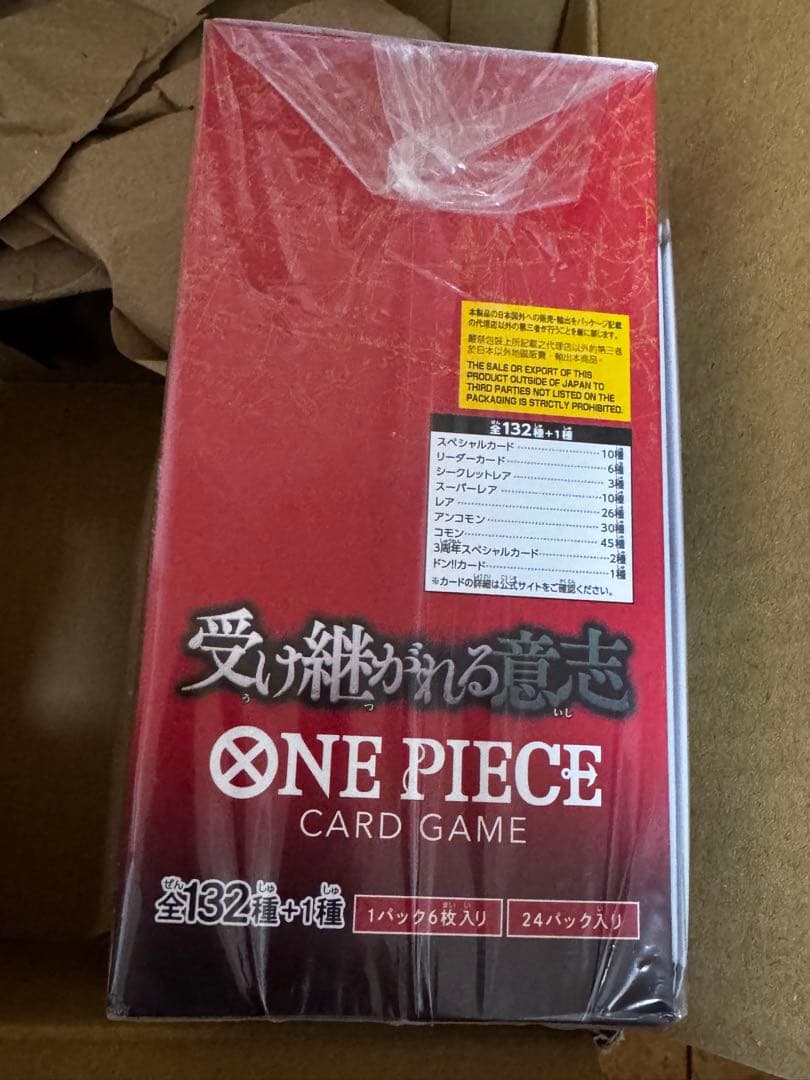 本製品の日本国外への販売・輸出をパッケージ記載
の代理店以外の第三者が行うことを厳に禁じます。
嚴禁包裝上所記載之代理店以外的第三者
於日本以外地區販賣・輸出本商品。
THE SALE OR EXPORT OF THIS
PRODUCT OUTSIDE OF JAPAN TO
THIRD PARTIES NOT LISTED ON THE
PACKAGING IS STRICTLY PROHIBITED.
全132種+1種
スペシャルカード 10種
リーダーカード 6種
シークレットレア 3種
スーパーレア 10種
レア 26種
アンコモン 30種
コモン 45種
3周年スペシャルカード 2種
ドン!!カード 1種
※カードの詳細は公式サイトをご確認ください。
受け継がれる意志
ONE PIECE
CARD GAME
全132種+1種
1パック6枚入り
24パック入り